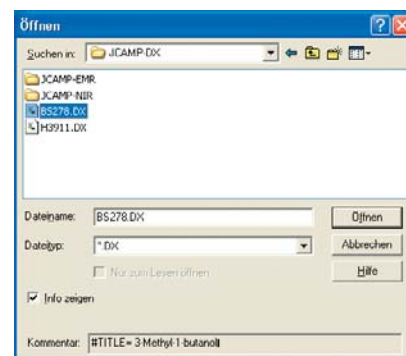 Öffnen
Suchen in: JCAMP-DX
JCAMP-EMR
JCAMP-NIR
BS278.DX
H3911.DX
Dateiname: BS278.DX Öffnen
Dateityp: *.DX Abbrechen
Nur zum Lesen öffnen Hilfe
Info zeigen
Kommentar: #TITLE= 3-Methyl-1-butanol